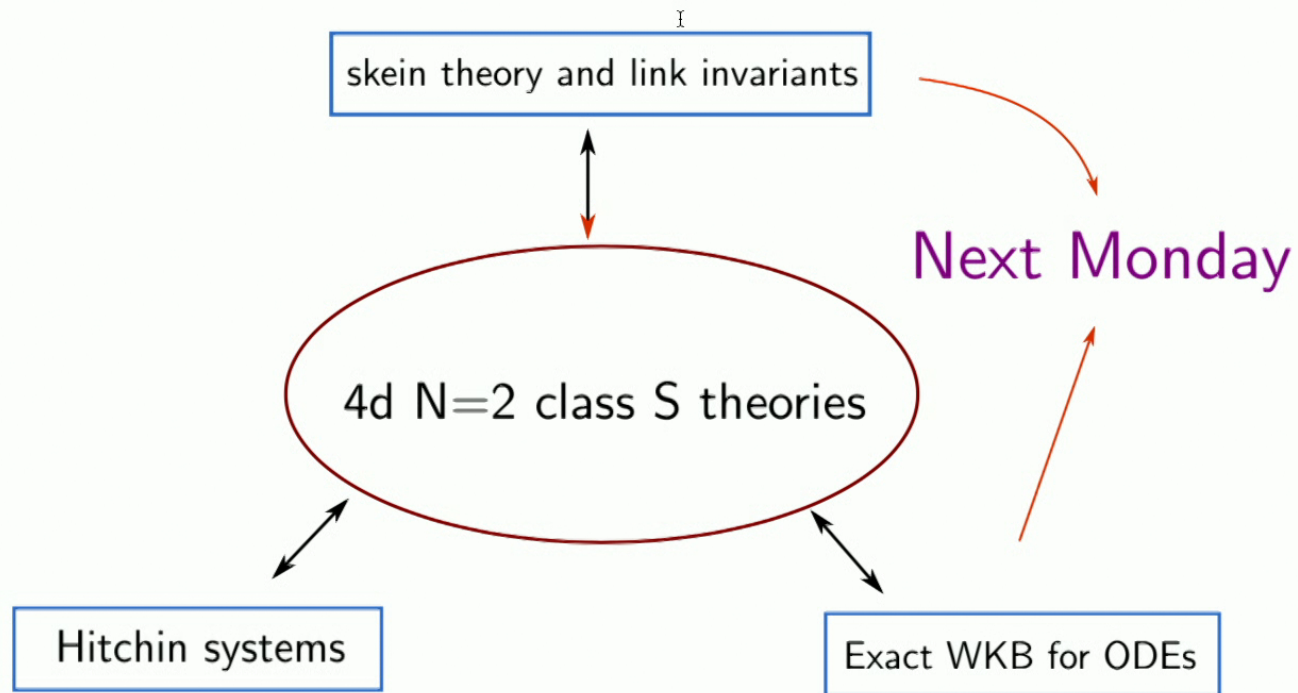 skein theory and link invariants
Next Monday
4d N=2 class S theories
Hitchin systems
Exact WKB for ODEs